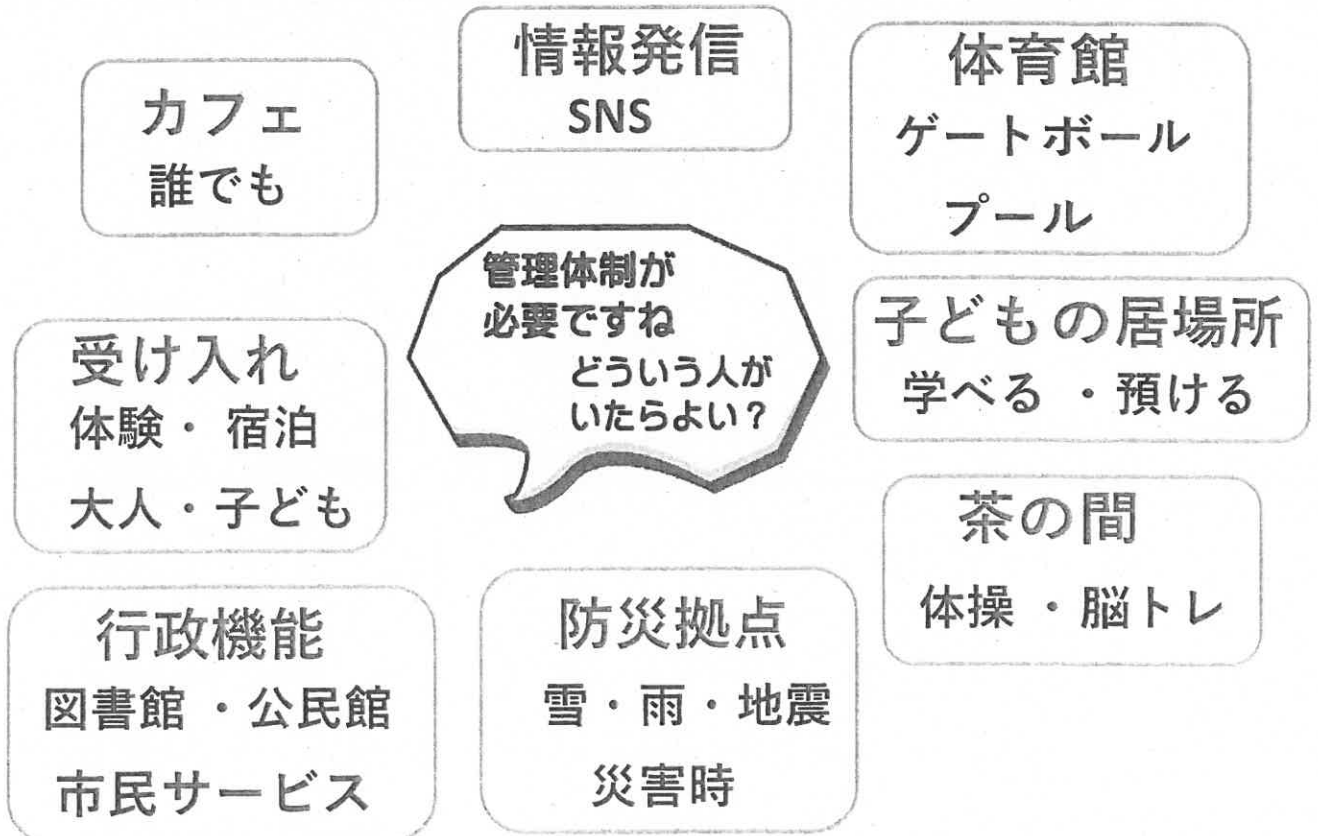 情報発信
SNS
カフェ
誰でも
体育館
ゲートボール
プール
管理体制が
必要ですね
どういう人が
いたらよい？
受け入れ
体験・宿泊
大人・子ども
子どもの居場所
学べる・預ける
茶の間
体操・脳トレ
行政機能
図書館・公民館
市民サービス
防災拠点
雪・雨・地震
災害時